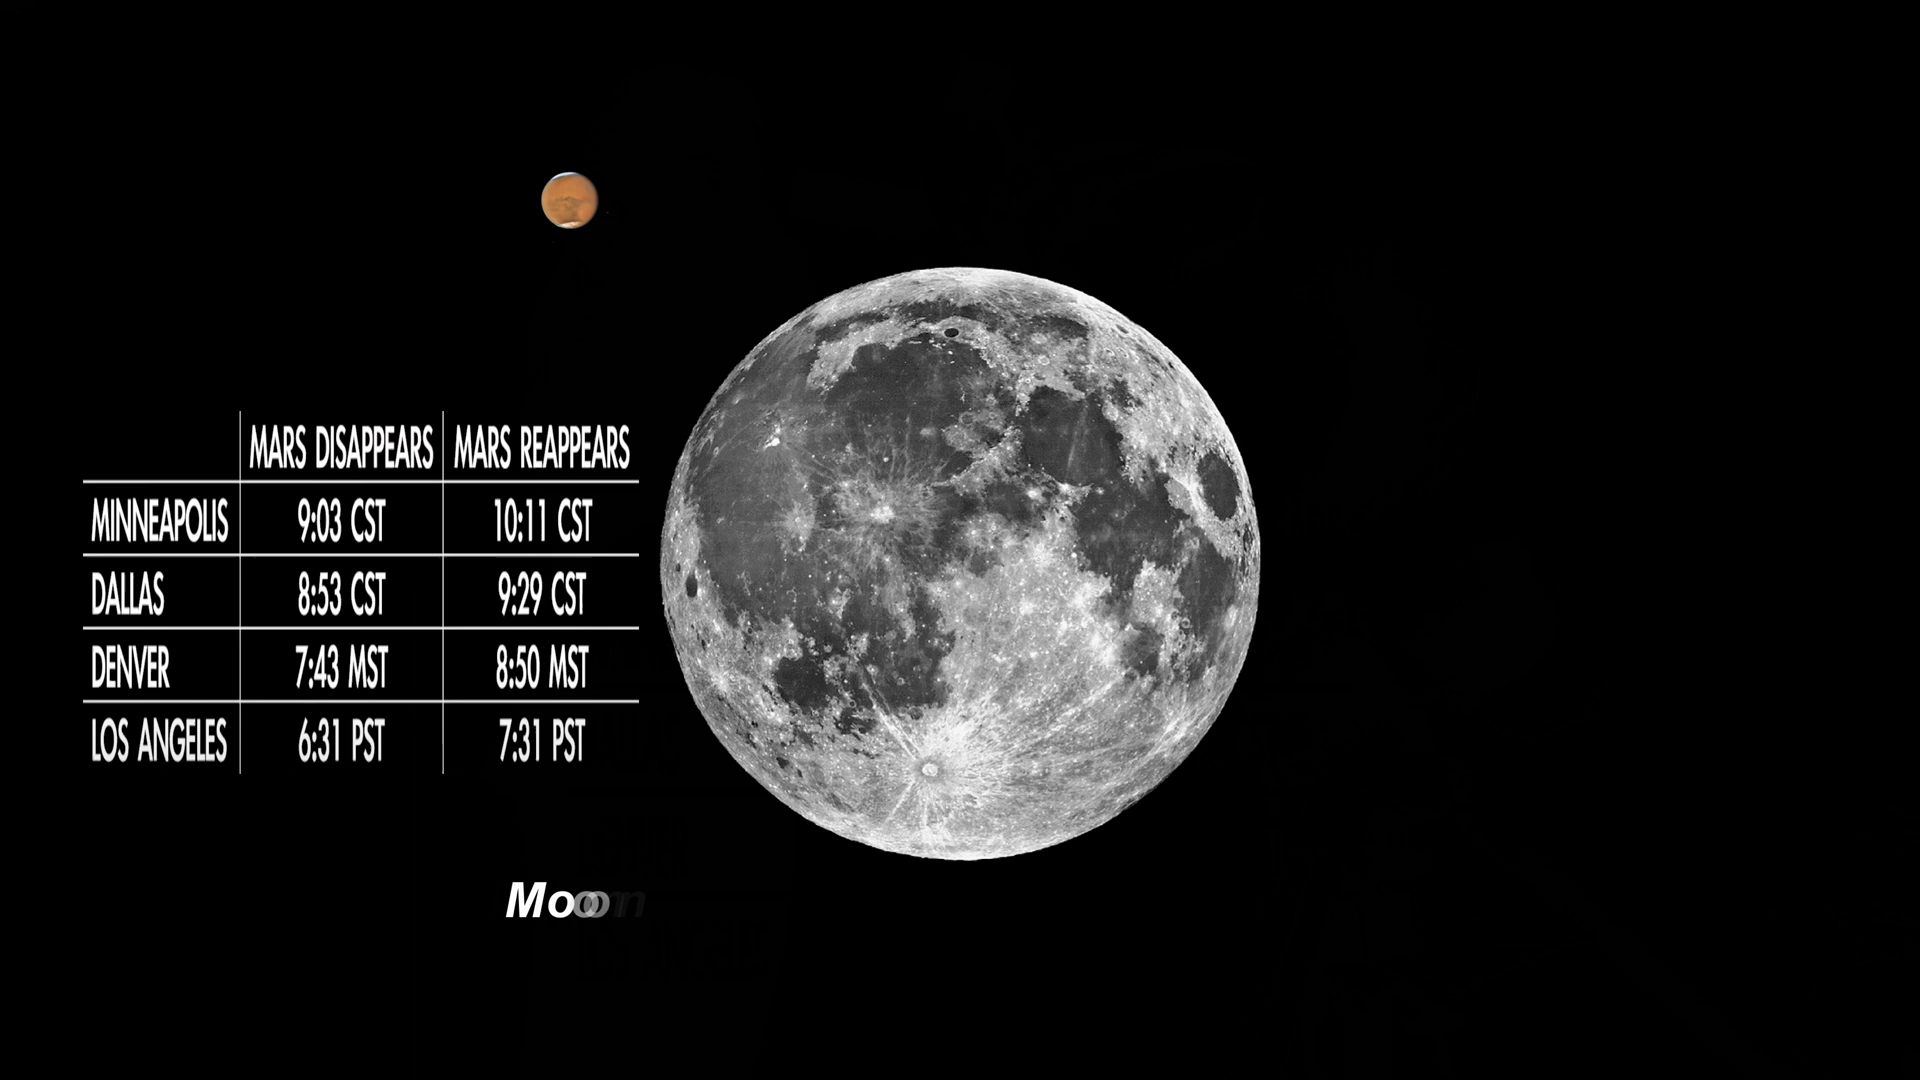 MARS DISAPPEARS MARS REAPPEARS
MINNEAPOLIS 9:03 CST 10:11 CST
DALLAS 8:53 CST 9:29 CST
DENVER 7:43 MST 8:50 MST
LOS ANGELES 6:31 PST 7:31 PST
Moon